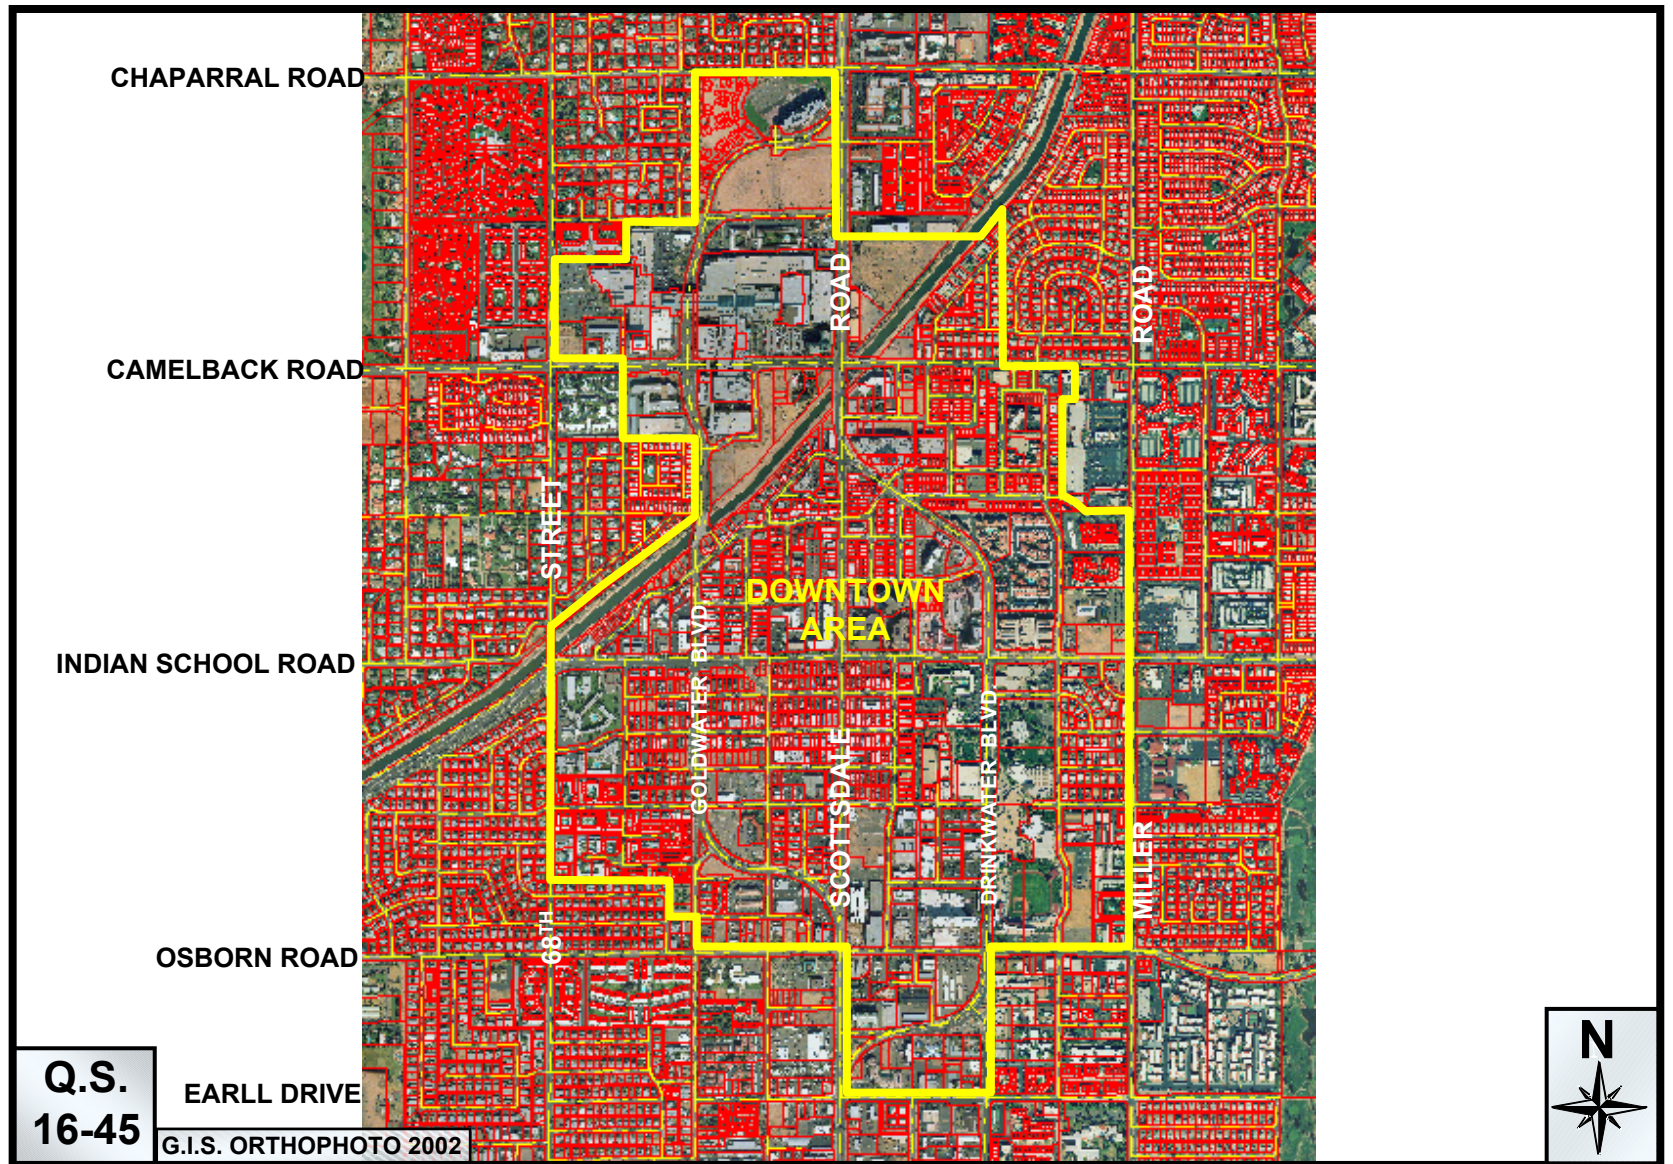 CHAPARRAL ROAD
CAMELBACK ROAD
INDIAN SCHOOL ROAD
OSBORN ROAD
EARLL DRIVE
68TH
STREET
GOLDWATER BLVD
SCOTTSDALE
ROAD
DRINKWATER BLVD
MILLER
ROAD
DOWNTOWN
AREA
Q.S.
16-45
G.I.S. ORTHOPHOTO 2002
N